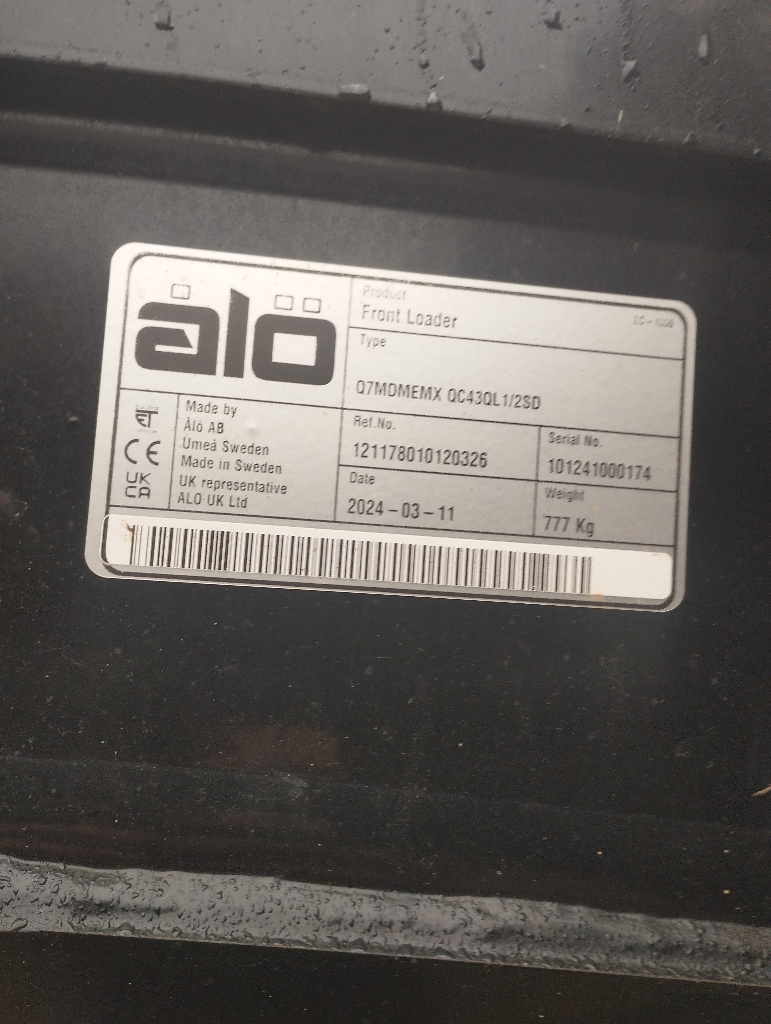 ålö
Product
Front Loader
Type
Q7MDMEMX QC43QL1/2SD
Made by
Ålö AB
Umeå Sweden
Made in Sweden
UK representative
ALO UK Ltd
CE
UK
CA
Ref.No.
121178010120326
Serial No.
101241000174
Date
2024-03-11
Weight
777 Kg